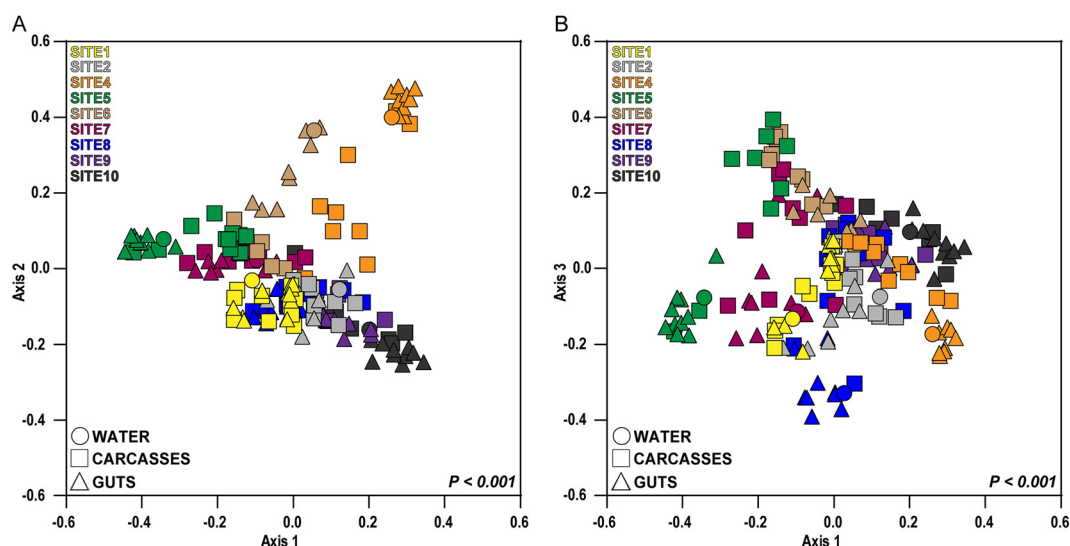 A
0.6
0.4
0.2
0.0
-0.2
-0.4
-0.6
Axis 2
SITE1
SITE2
SITE4
SITE5
SITE6
SITE7
SITE8
SITE9
SITE10
WATER
CARCASSES
GUTS
P < 0.001
-0.6
-0.4
-0.2
0.0
0.2
0.4
0.6
Axis 1
B
0.6
0.4
0.2
0.0
-0.2
-0.4
-0.6
Axis 3
SITE1
SITE2
SITE4
SITE5
SITE6
SITE7
SITE8
SITE9
SITE10
WATER
CARCASSES
GUTS
P < 0.001
-0.6
-0.4
-0.2
0.0
0.2
0.4
0.6
Axis 1